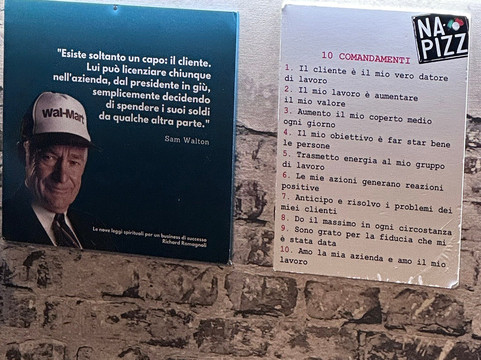 "Esiste soltanto un capo: il cliente.
Lui può licenziare chiunque
nell'azienda, dal presidente in giù,
semplicemente decidendo
di spendere i suoi soldi
da qualche altra parte."
Sam Walton
Wal-Mart
Le nove leggi spirituali per un business di successo
Richard Romagnoli
NA
PIZZ
10 COMANDAMENTI
1. Il cliente è il mio vero datore
di lavoro
2. Il mio lavoro è aumentare
il mio valore
3. Aumento il mio coperto medio
ogni giorno
4. Il mio obiettivo è far star bene
le persone
5. Trasmetto energia al mio gruppo
di lavoro
6. Le mie azioni generano reazioni
positive
7. Anticipo e risolvo i problemi dei
miei clienti
8. Do il massimo in ogni circostanza
9. Sono grato per la fiducia che mi
è stata data
10. Amo la mia azienda e amo il mio
lavoro